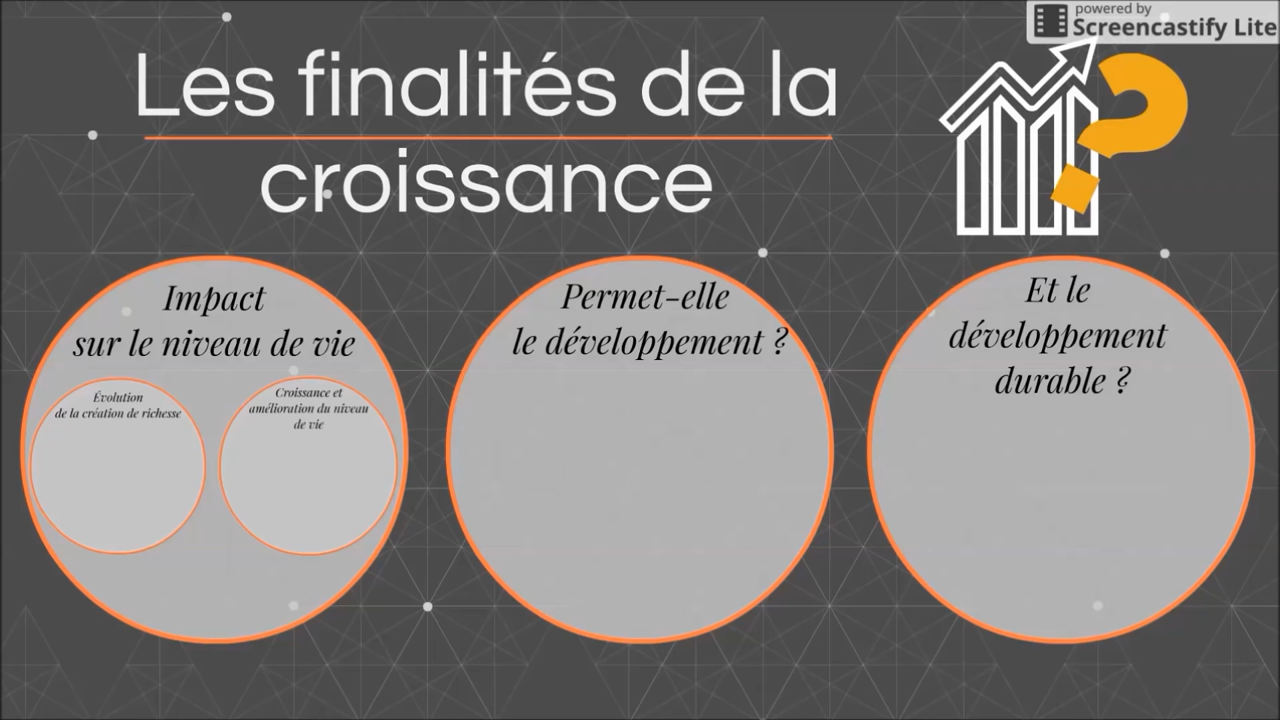 powered by
Screencastify Lite
Les finalités de la
croissance
Impact
sur le niveau de vie
Évolution
de la création de richesse
Croissance et
amélioration du niveau
de vie
Permet-elle
le développement ?
Et le
développement
durable ?